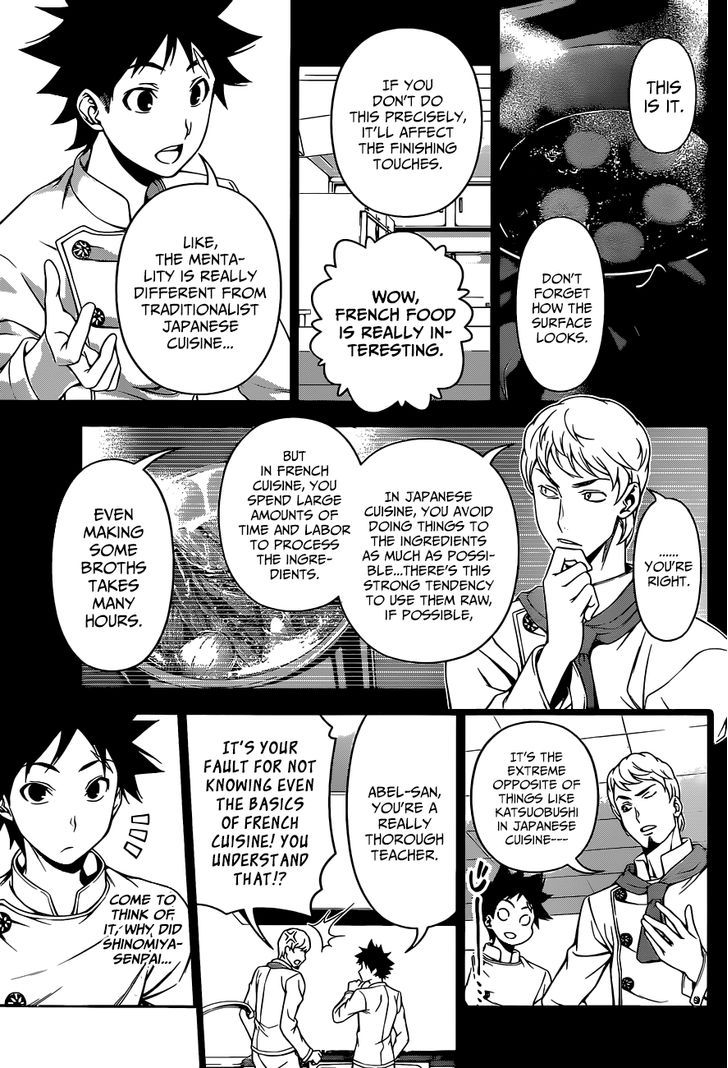 THIS
IS IT.
DON'T
FORGET
HOW THE
SURFACE
LOOKS.
IF YOU
DON'T DO
THIS PRECISELY,
IT'LL AFFECT
THE FINISHING
TOUCHES.
WOW,
FRENCH FOOD
IS REALLY IN-
TERESTING.
LIKE,
THE MENTA-
LITY IS REALLY
DIFFERENT FROM
TRADITIONALIST
JAPANESE
CUISINE...
......
YOU'RE
RIGHT.
IN JAPANESE
CUISINE, YOU AVOID
DOING THINGS TO
THE INGREDIENTS
AS MUCH AS POSSI-
BLE...THERE'S THIS
STRONG TENDENCY
TO USE THEM RAW,
IF POSSIBLE,
BUT
IN FRENCH
CUISINE, YOU
SPEND LARGE
AMOUNTS OF
TIME AND LABOR
TO PROCESS
THE INGRE-
DIENTS.
EVEN
MAKING
SOME
BROTHS
TAKES
MANY
HOURS.
IT'S THE
EXTREME
OPPOSITE OF
THINGS LIKE
KATSUOBUSHI
IN JAPANESE
CUISINE---
ABEL-SAN,
YOU'RE A
REALLY
THOROUGH
TEACHER.
IT'S YOUR
FAULT FOR NOT
KNOWING EVEN
THE BASICS
OF FRENCH
CUISINE! YOU
UNDERSTAND
THAT!?
COME TO
THINK OF
IT, WHY DID
SHINOMIYA-
SENPAI...